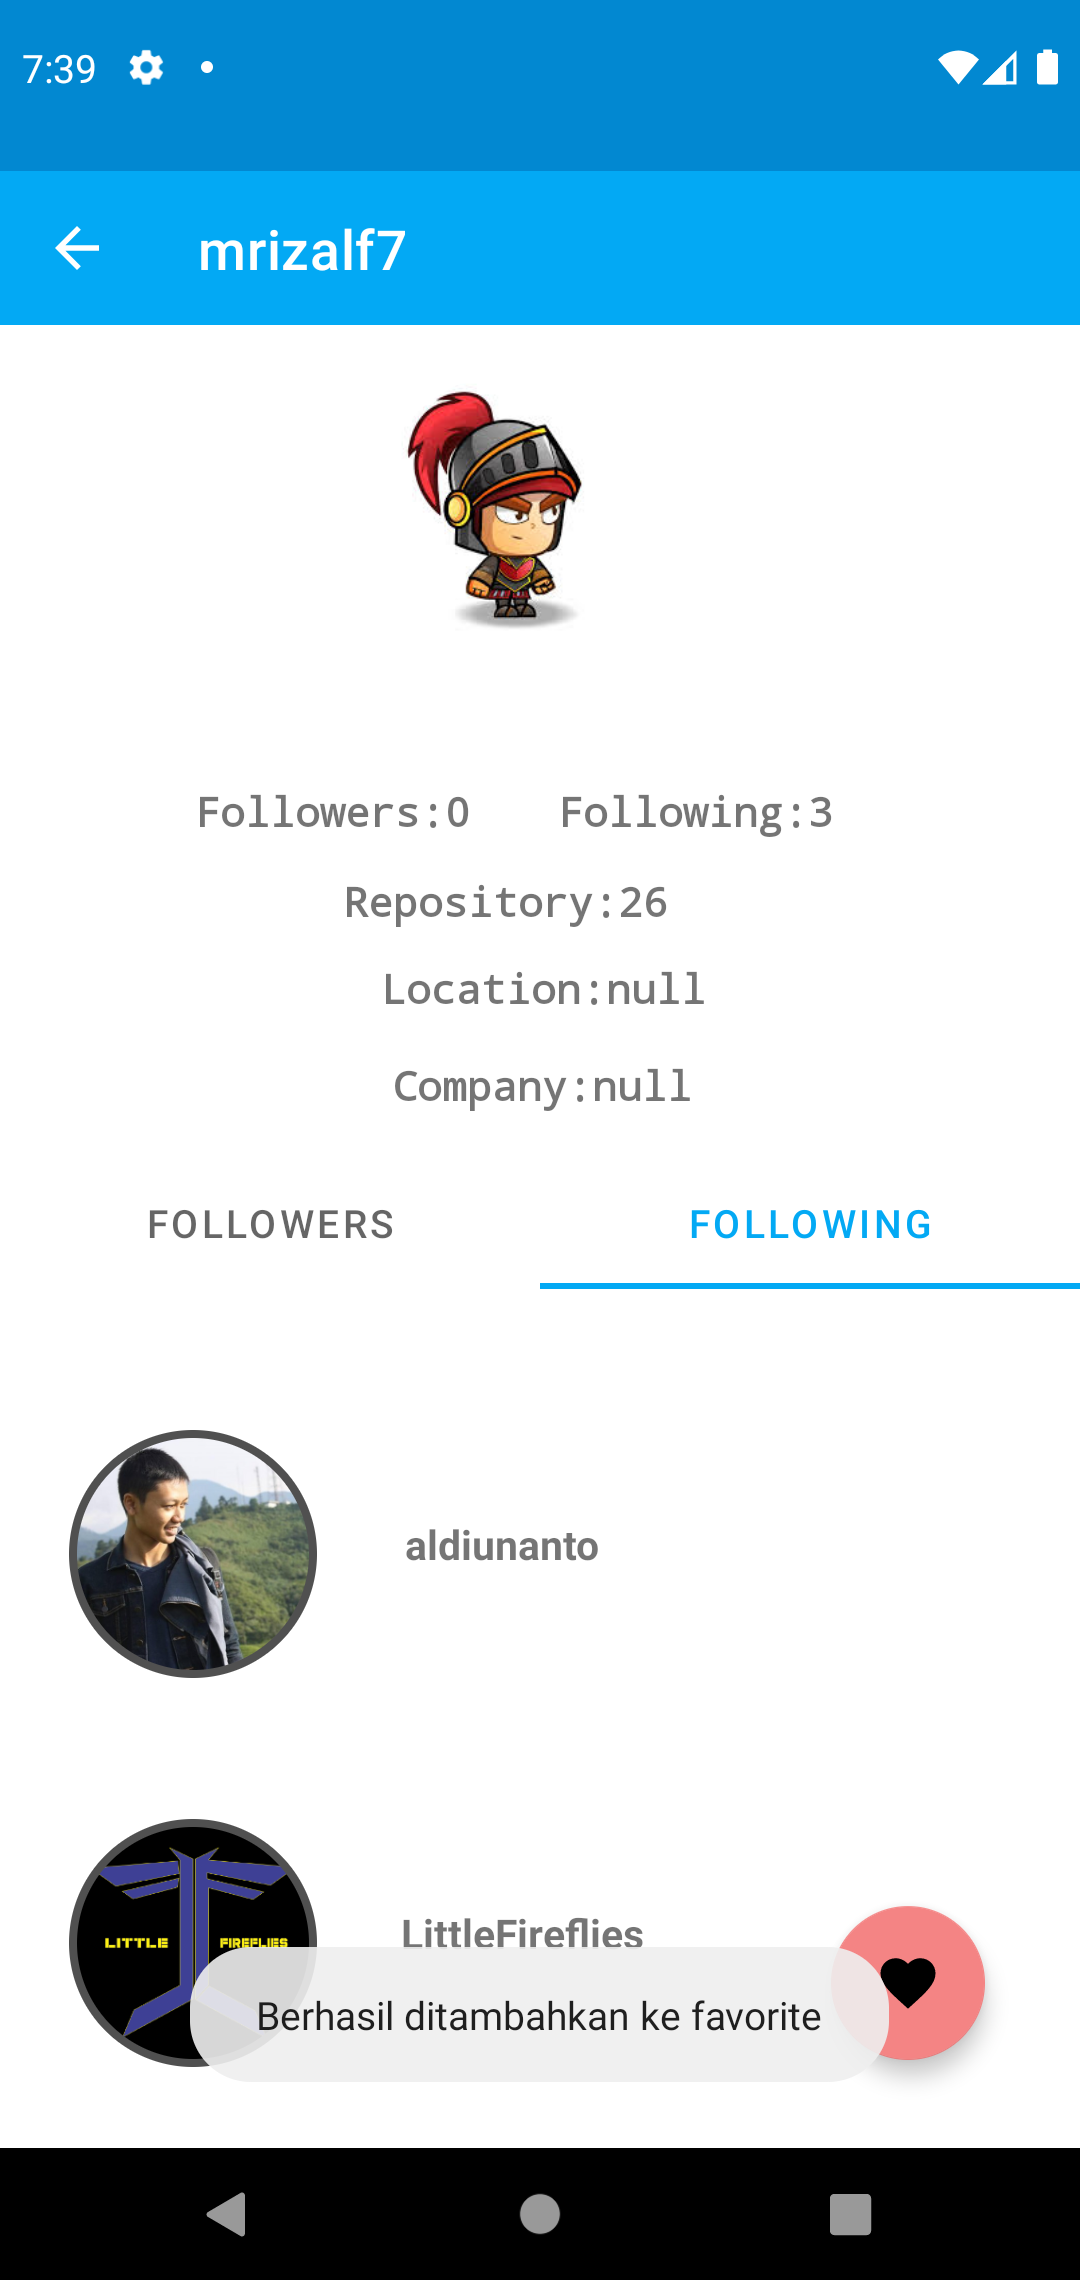 7:39
mrizalf7
Followers:0 Following:3
Repository:26
Location:null
Company:null
FOLLOWERS FOLLOWING
aldiunanto
LITTLE FIREFLIES
LittleFireflies
Berhasil ditambahkan ke favorite